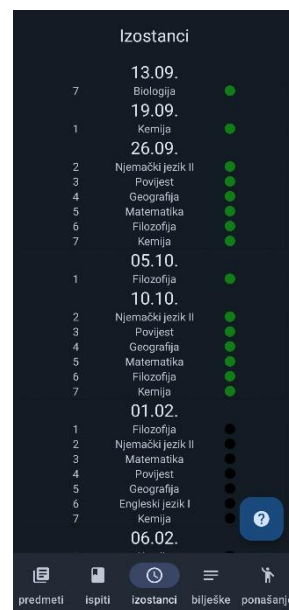 Izostanci
13.09.
7 Biologija
19.09.
1 Kemija
26.09.
2 Njemački jezik II
3 Povijest
4 Geografija
5 Matematika
6 Filozofija
7 Kemija
05.10.
1 Filozofija
10.10.
2 Njemački jezik II
3 Povijest
4 Geografija
5 Matematika
6 Filozofija
7 Kemija
01.02.
1 Filozofija
2 Njemački jezik II
3 Matematika
4 Povijest
5 Geografija
6 Engleski jezik I
7 Kemija
?
06.02.
predmeti ispiti izostanci bilješke ponašanj